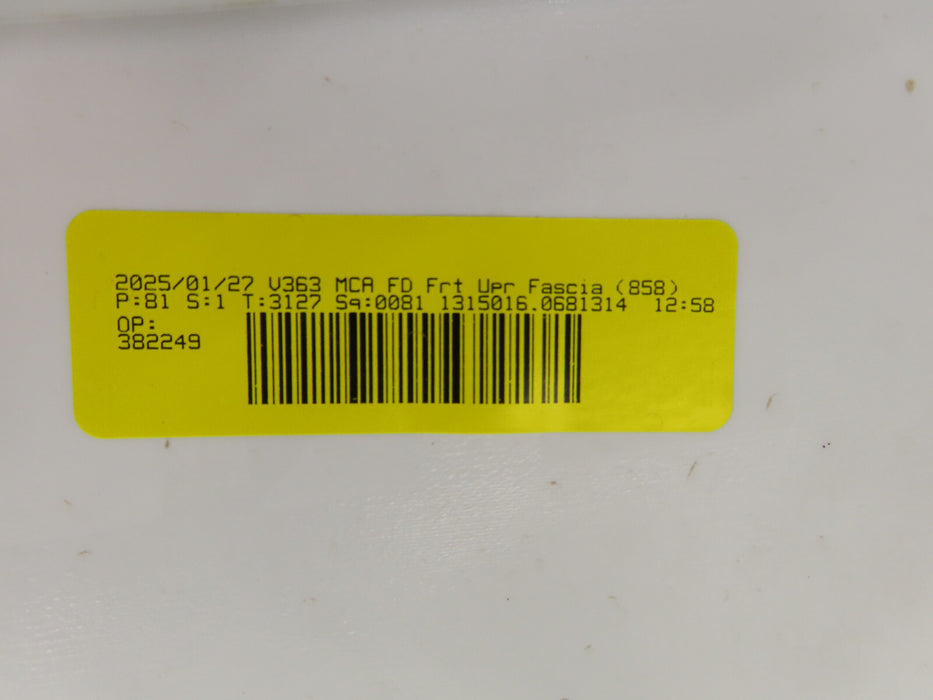 2025/01/27 V363 MCA FD Frt Upr Fascia (858)
P:81 S:1 T:3127 Sq:0081 1315016.0681314 12:58
OP:
382249